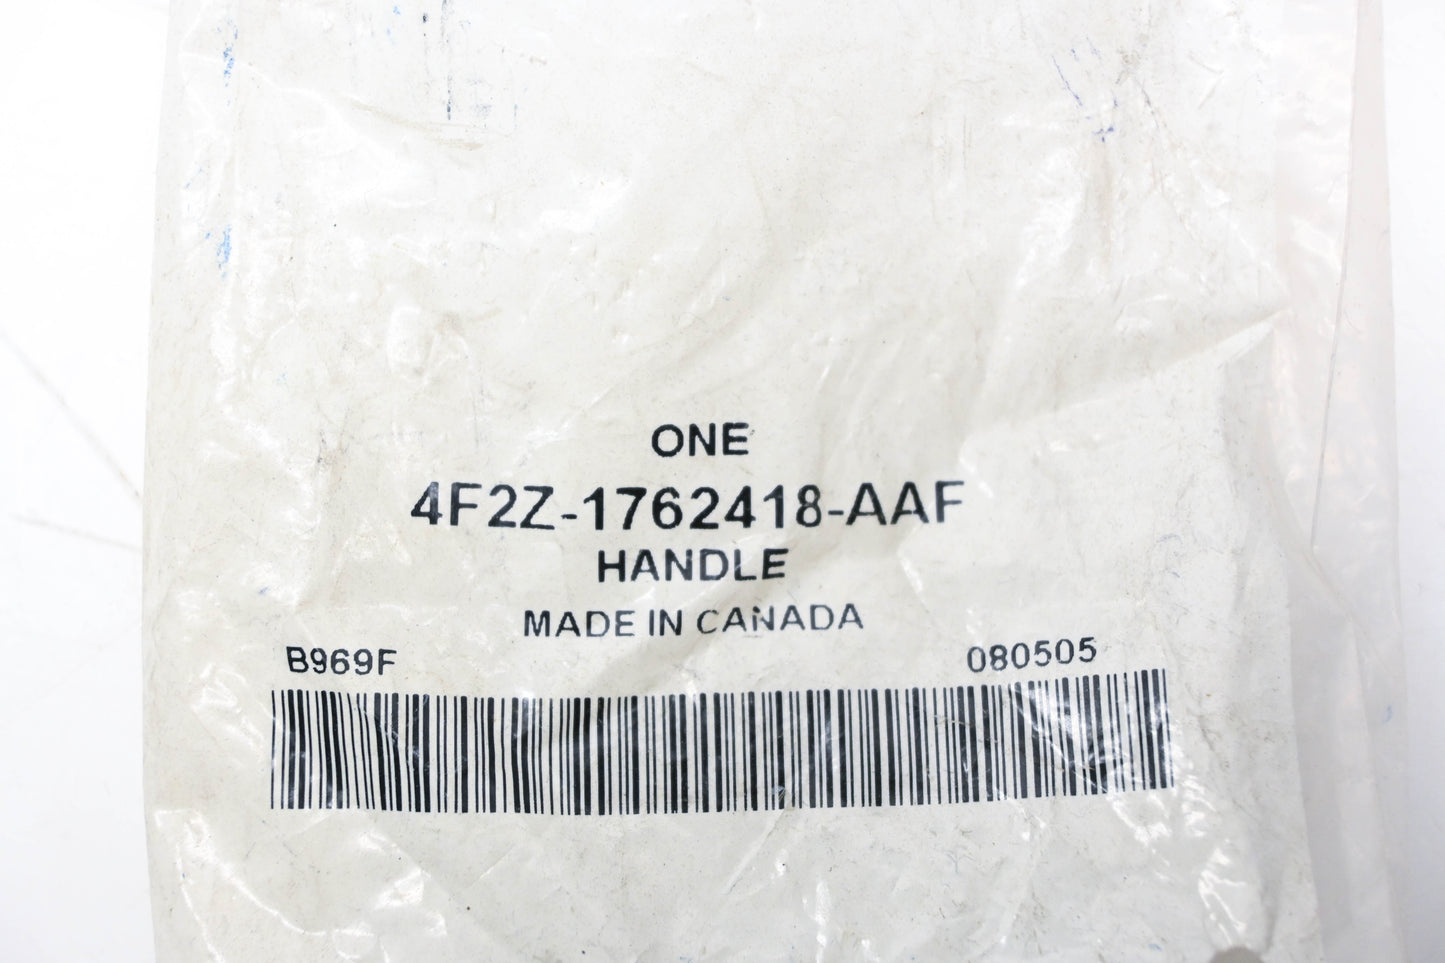 ONE
4F2Z-1762418-AAF
HANDLE
MADE IN CANADA
B969F 080505